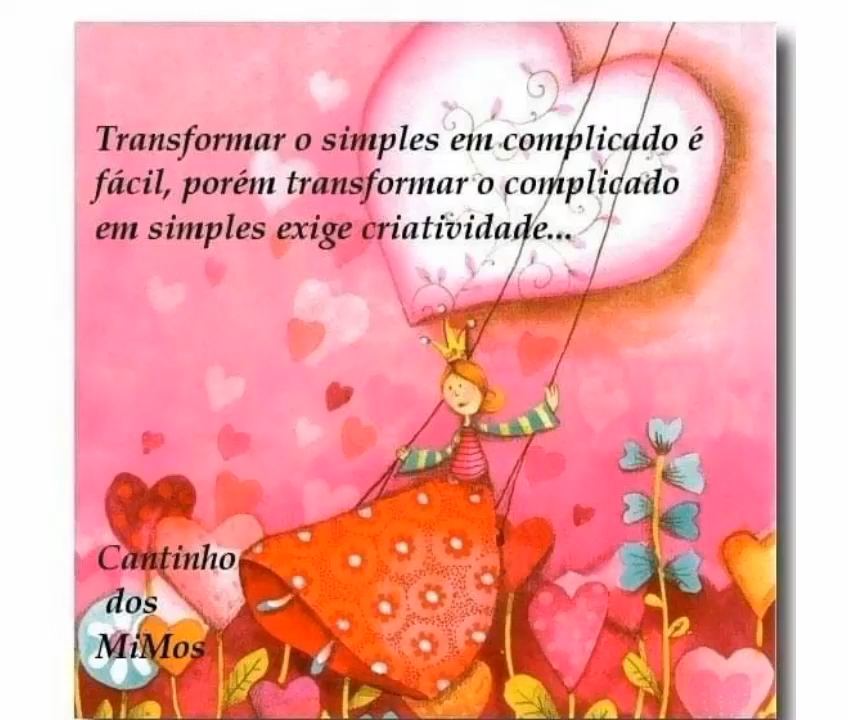 Transformar o simples em complicado é
fácil, porém transformar o complicado
em simples exige criatividade...
Cantinho
dos
MiMos